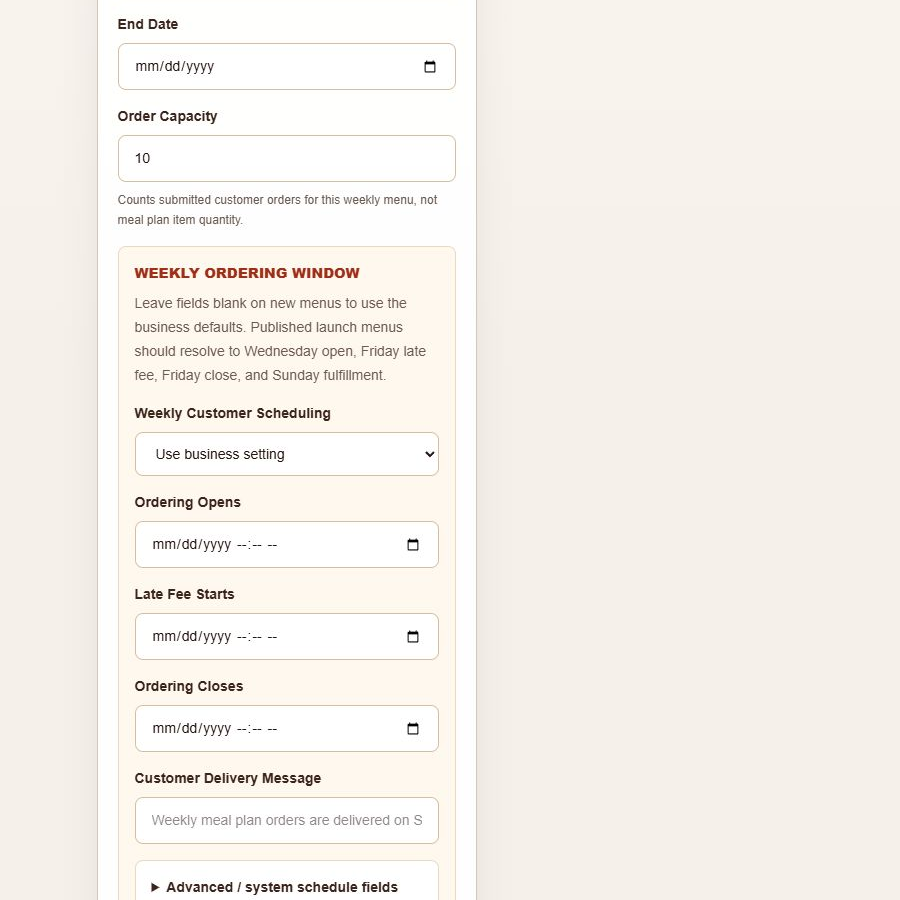 End Date
mm/dd/yyyy
Order Capacity
10
Counts submitted customer orders for this weekly menu, not
meal plan item quantity.
WEEKLY ORDERING WINDOW
Leave fields blank on new menus to use the
business defaults. Published launch menus
should resolve to Wednesday open, Friday late
fee, Friday close, and Sunday fulfillment.
Weekly Customer Scheduling
Use business setting
Ordering Opens
mm/dd/yyyy --:-- --
Late Fee Starts
mm/dd/yyyy --:-- --
Ordering Closes
mm/dd/yyyy --:-- --
Customer Delivery Message
Weekly meal plan orders are delivered on S
Advanced / system schedule fields